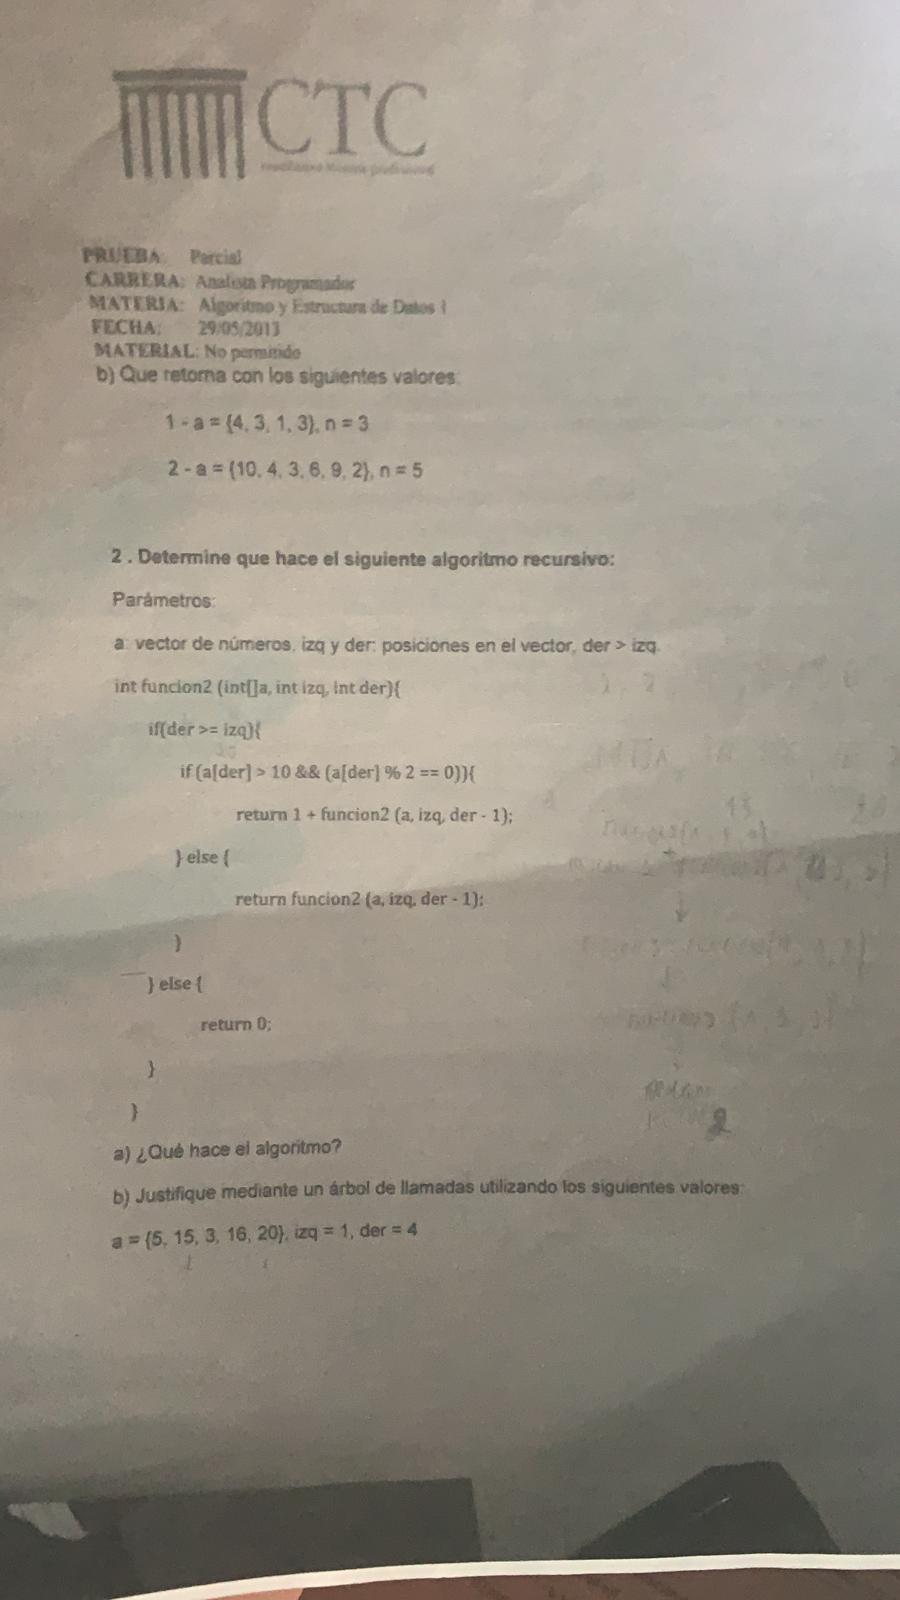 CTC
PRUEBA: Parcial
CARRERA: Analista Programador
MATERIA: Algoritmo y Estructura de Datos 1
FECHA: 29/05/2013
MATERIAL: No permitido
b) Que retorna con los siguientes valores:
1 - a = {4, 3, 1, 3}, n = 3
2 - a = {10, 4, 3, 6, 9, 2}, n = 5
2 . Determine que hace el siguiente algoritmo recursivo:
Parámetros:
a: vector de números, izq y der: posiciones en el vector, der > izq.
int funcion2 (int[]a, int izq, int der){
if(der >= izq){
if (a[der] > 10 && (a[der] % 2 == 0)){
return 1 + funcion2 (a, izq, der - 1);
} else {
return funcion2 (a, izq, der - 1);
}
} else {
return 0;
}
}
a) ¿Qué hace el algoritmo?
b) Justifique mediante un árbol de llamadas utilizando los siguientes valores:
a = {5, 15, 3, 16, 20}, izq = 1, der = 4